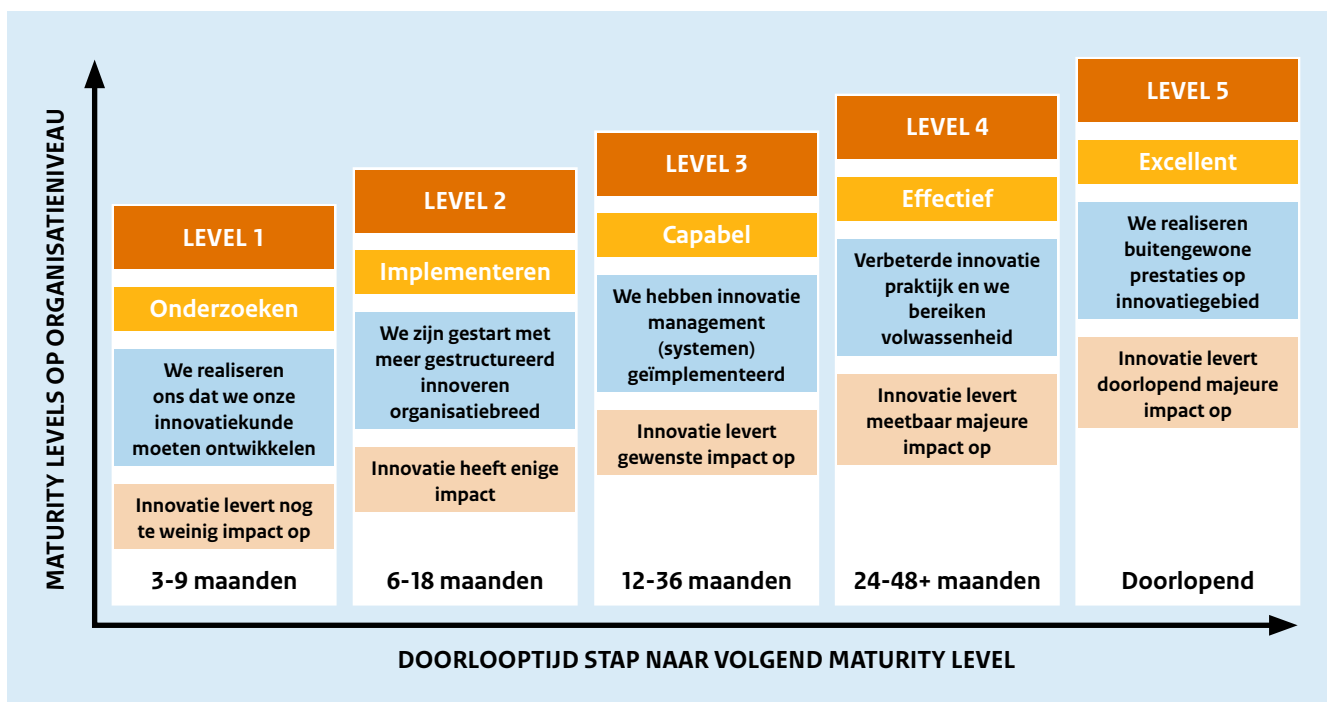 MATURITY LEVELS OP ORGANISATIENIVEAU
LEVEL 1
Onderzoeken
We realiseren
ons dat we onze
innovatiekunde
moeten ontwikkelen
Innovatie levert nog
te weinig impact op
3-9 maanden
LEVEL 2
Implementeren
We zijn gestart met
meer gestructureerd
innoveren
organisatiebreed
Innovatie heeft enige
impact
6-18 maanden
LEVEL 3
Capabel
We hebben innovatie
management
(systemen)
geïmplementeerd
Innovatie levert
gewenste impact op
12-36 maanden
LEVEL 4
Effectief
Verbeterde innovatie
praktijk en we
bereiken
volwassenheid
Innovatie levert
meetbaar majeure
impact op
24-48+ maanden
LEVEL 5
Excellent
We realiseren
buitengewone
prestaties op
innovatiegebied
Innovatie levert
doorlopend majeure
impact op
Doorlopend
DOORLOOPTIJD STAP NAAR VOLGEND MATURITY LEVEL